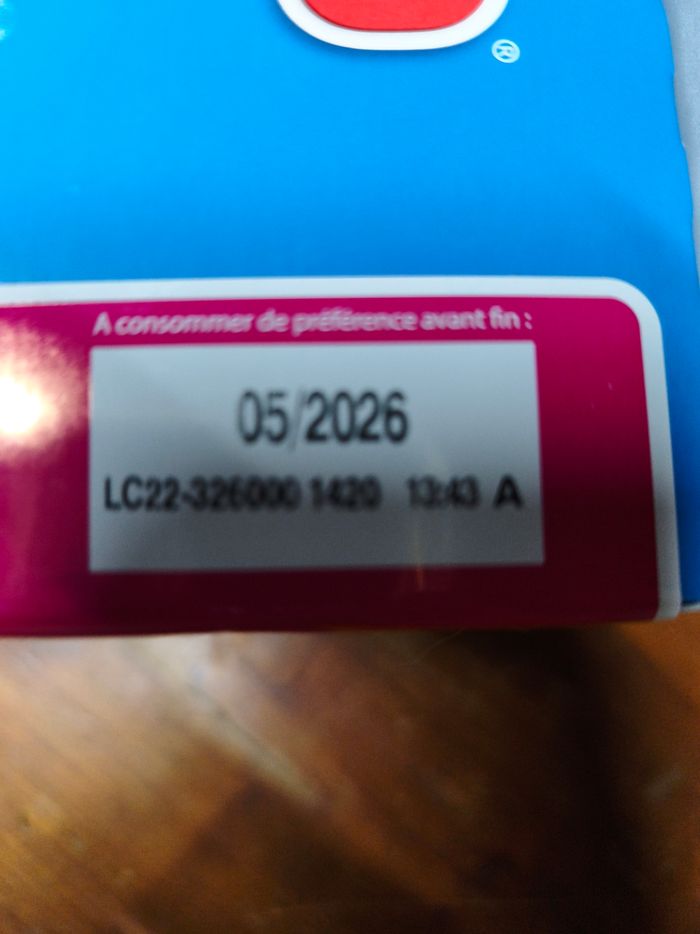 ®
A consommer de préférence avant fin :
05/2026
LC22-326000 1420 13:43 A